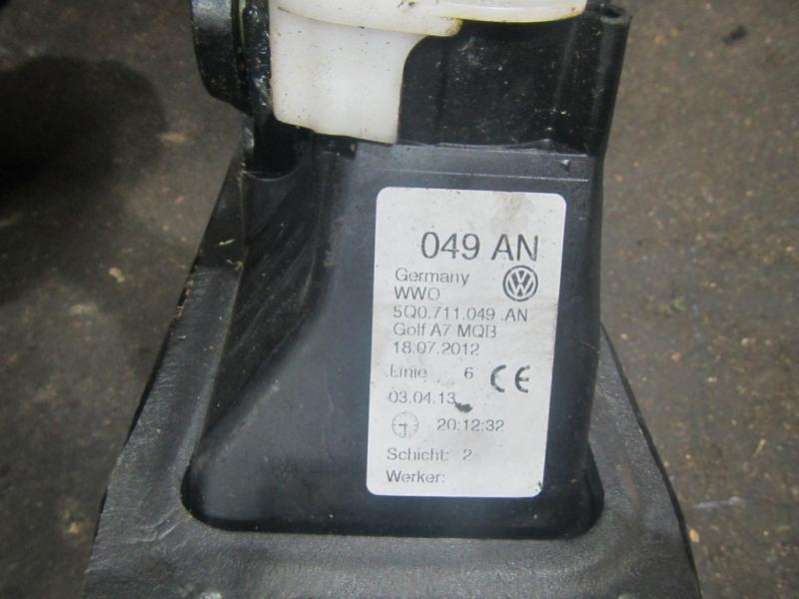 049 AN
Germany
WWO
5Q0.711.049 .AN
Golf A7 MQB
18.07.2012
Linie 6 CE
03.04.13
20:12:32
Schicht: 2
Werker: